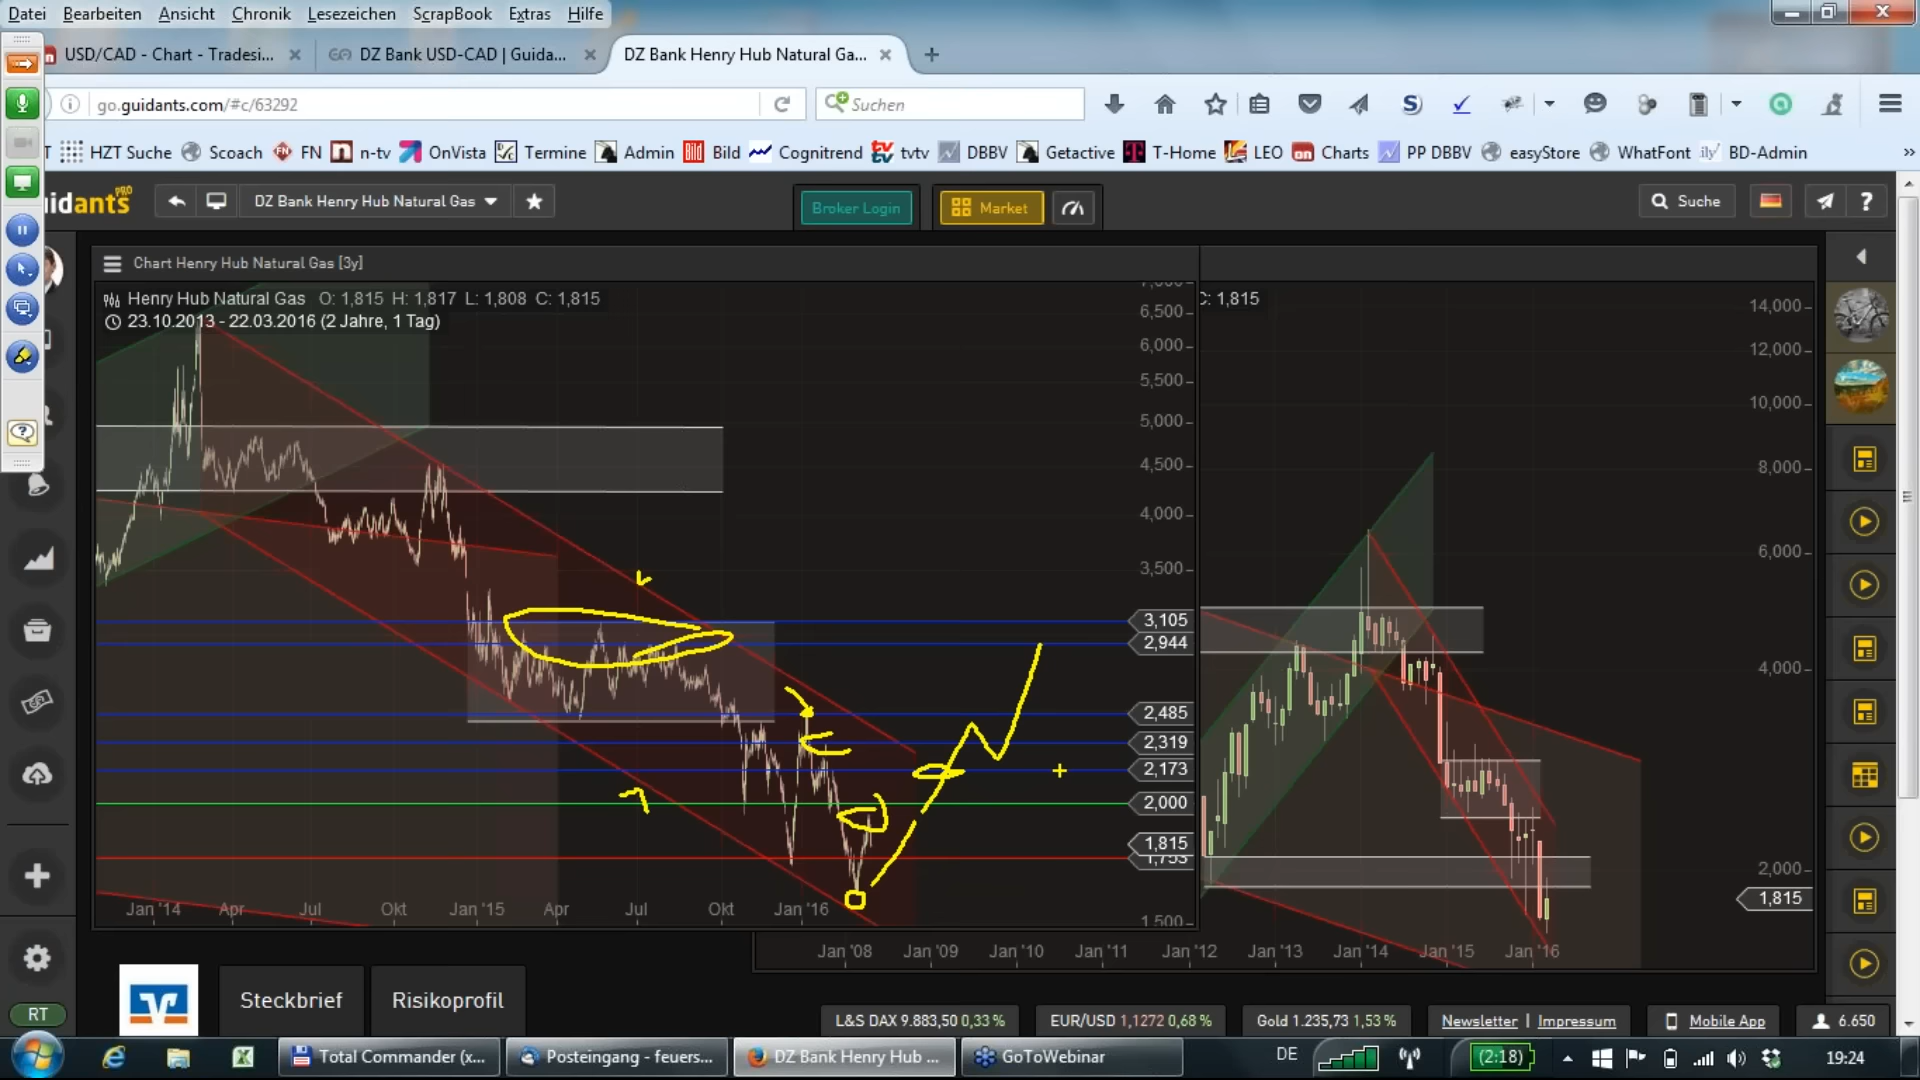 Datei Bearbeiten Ansicht Chronik Lesezeichen ScrapBook Extras Hilfe
USD/CAD - Chart - Tradesi... DZ Bank USD-CAD | Guida... DZ Bank Henry Hub Natural Ga...
go.guidants.com/#c/63292 Suchen
T HZT Suche Scoach FN n-tv OnVista Termine Admin Bild Cognitrend tvtv DBBV Getactive T-Home LEO Charts PP DBBV easyStore WhatFont BD-Admin »
idants PRO DZ Bank Henry Hub Natural Gas Broker Login Market Suche ?
Chart Henry Hub Natural Gas [3y]
Henry Hub Natural Gas O: 1,815 H: 1,817 L: 1,808 C: 1,815
23.10.2013 - 22.03.2016 (2 Jahre, 1 Tag)
6,500
6,000
5,500
5,000
4,500
4,000
3,500
3,105
2,944
2,485
2,319
2,173
2,000
1,815
1,753
1,500
Jan '14 Apr Jul Okt Jan '15 Apr Jul Okt Jan '16
C: 1,815
14,000
12,000
10,000
8,000
6,000
4,000
2,000
1,815
Jan '08 Jan '09 Jan '10 Jan '11 Jan '12 Jan '13 Jan '14 Jan '15 Jan '16
Steckbrief Risikoprofil
RT L&S DAX 9.883,50 0,33 % EUR/USD 1,1272 0,68 % Gold 1.235,73 1,53 % Newsletter | Impressum Mobile App 6.650
Total Commander (x... Posteingang - feuers... DZ Bank Henry Hub ... GoToWebinar DE (2:18) 19:24